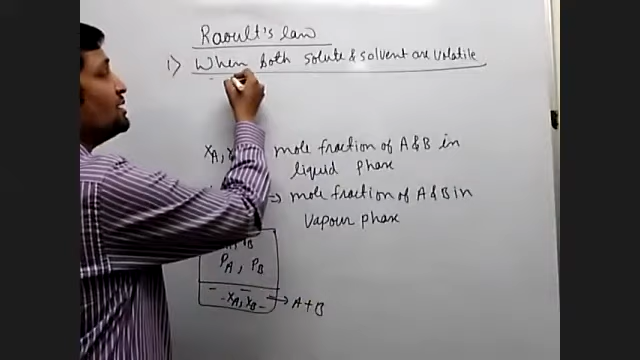 Raoult's law
1) When both solute & solvent are volatile
xA, mole fraction of A & B in
liquid phase
=> mole fraction of A & B in
vapour phase
PA, PB
xA, xB → A + B